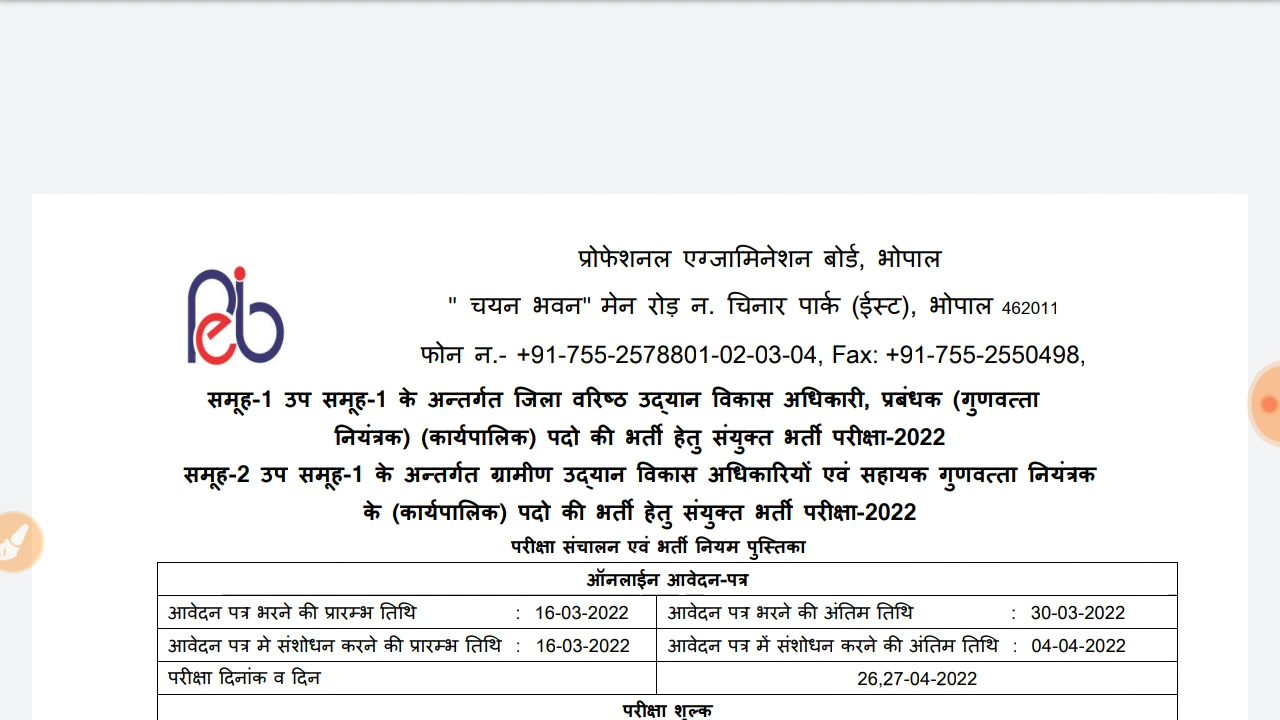 Peb
प्रोफेशनल एग्जामिनेशन बोर्ड, भोपाल
" चयन भवन" मेन रोड़ न. चिनार पार्क (ईस्ट), भोपाल 462011
फोन न.- +91-755-2578801-02-03-04, Fax: +91-755-2550498,
समूह-1 उप समूह-1 के अन्तर्गत जिला वरिष्ठ उद्यान विकास अधिकारी, प्रबंधक (गुणवत्ता
नियंत्रक) (कार्यपालिक) पदो की भर्ती हेतु संयुक्त भर्ती परीक्षा-2022
समूह-2 उप समूह-1 के अन्तर्गत ग्रामीण उद्यान विकास अधिकारियों एवं सहायक गुणवत्ता नियंत्रक
के (कार्यपालिक) पदो की भर्ती हेतु संयुक्त भर्ती परीक्षा-2022
परीक्षा संचालन एवं भर्ती नियम पुस्तिका
ऑनलाईन आवेदन-पत्र
आवेदन पत्र भरने की प्रारम्भ तिथि : 16-03-2022 आवेदन पत्र भरने की अंतिम तिथि : 30-03-2022
आवेदन पत्र मे संशोधन करने की प्रारम्भ तिथि : 16-03-2022 आवेदन पत्र में संशोधन करने की अंतिम तिथि : 04-04-2022
परीक्षा दिनांक व दिन 26,27-04-2022
परीक्षा शुल्क